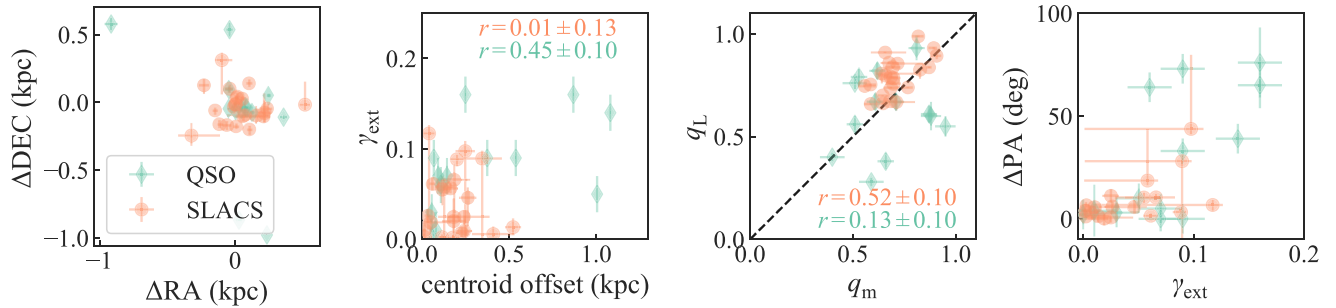 ΔDEC (kpc)
0.5
0.0
−0.5
−1.0
−1
0
ΔRA (kpc)
QSO
SLACS
γext
0.2
0.1
0.0
0.0
0.5
1.0
centroid offset (kpc)
r = 0.01 ± 0.13
r = 0.45 ± 0.10
qL
1.0
0.5
0.0
0.0
0.5
1.0
qm
r = 0.52 ± 0.10
r = 0.13 ± 0.10
ΔPA (deg)
100
50
0
0.0
0.1
0.2
γext